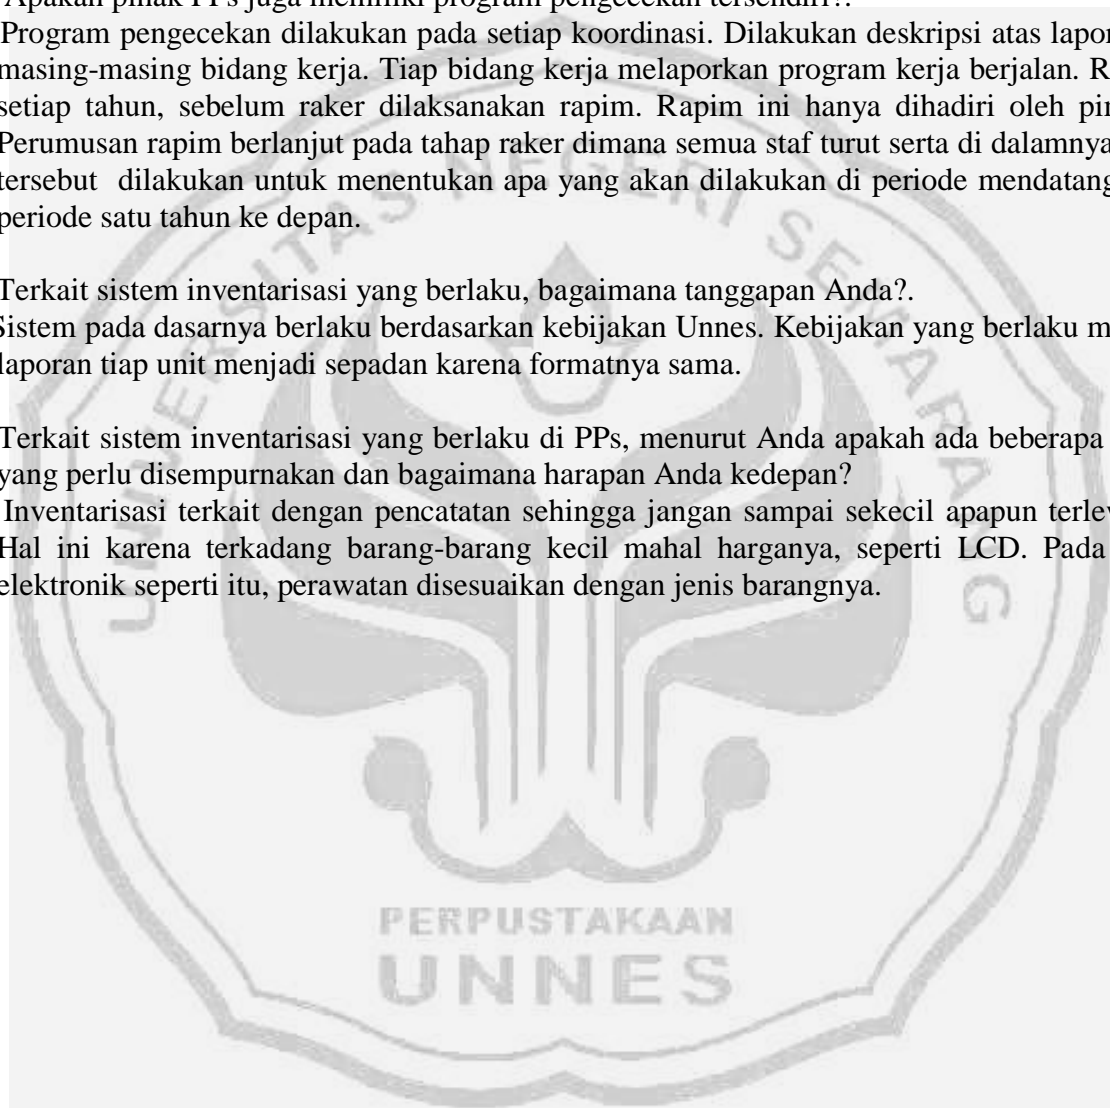 Apakah pihak PPs juga memiliki program pengecekan tersendiri?.
Program pengecekan dilakukan pada setiap koordinasi. Dilakukan deskripsi atas lapor
masing-masing bidang kerja. Tiap bidang kerja melaporkan program kerja berjalan. R
setiap tahun, sebelum raker dilaksanakan rapim. Rapim ini hanya dihadiri oleh pin
Perumusan rapim berlanjut pada tahap raker dimana semua staf turut serta di dalamnya
tersebut dilakukan untuk menentukan apa yang akan dilakukan di periode mendatang
periode satu tahun ke depan.
Terkait sistem inventarisasi yang berlaku, bagaimana tanggapan Anda?.
Sistem pada dasarnya berlaku berdasarkan kebijakan Unnes. Kebijakan yang berlaku m
laporan tiap unit menjadi sepadan karena formatnya sama.
Terkait sistem inventarisasi yang berlaku di PPs, menurut Anda apakah ada beberapa
yang perlu disempurnakan dan bagaimana harapan Anda kedepan?
Inventarisasi terkait dengan pencatatan sehingga jangan sampai sekecil apapun terlev
Hal ini karena terkadang barang-barang kecil mahal harganya, seperti LCD. Pada
elektronik seperti itu, perawatan disesuaikan dengan jenis barangnya.
UNIVERSITAS NEGERI SEMARANG
PERPUSTAKAAN
UNNES